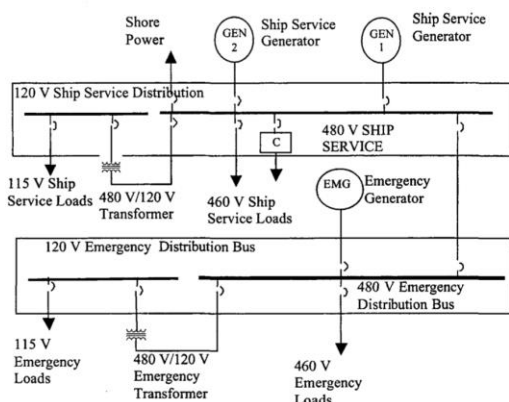 Shore
Power
GEN
2
Ship Service
Generator
Ship Service
Generator
GEN
1
120 V Ship Service Distribution
C
480 V SHIP
SERVICE
115 V Ship
Service Loads
480 V/120 V
Transformer
460 V Ship
Service Loads
EMG
Emergency
Generator
120 V Emergency Distribution Bus
480 V Emergency
Distribution Bus
115 V
Emergency
Loads
480 V/120 V
Emergency
Transformer
460 V
Emergency
Loads